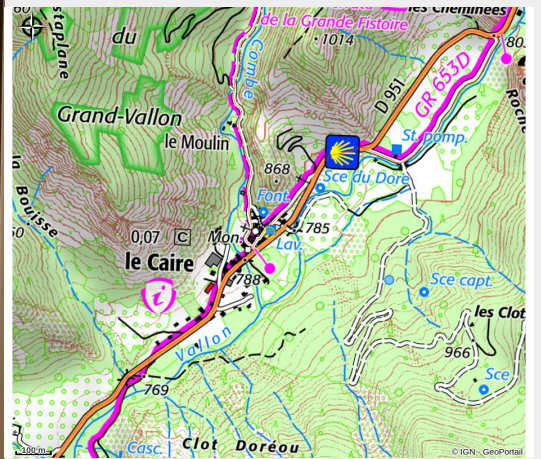 les Cheminées
de la Grande Fistoire
du
1014
Combe
D 951
GR 653D
Grand-Vallon
le Moulin
St. pomp.
868
Sce du Doré
Font.
0,07 C
Mon.
785
Lav.
le Caire
788
i
Sce capt.
les Clot
966
Vallon
Sce
769
Casc.
Clot Doréou
100 m
© IGN - GeoPortail